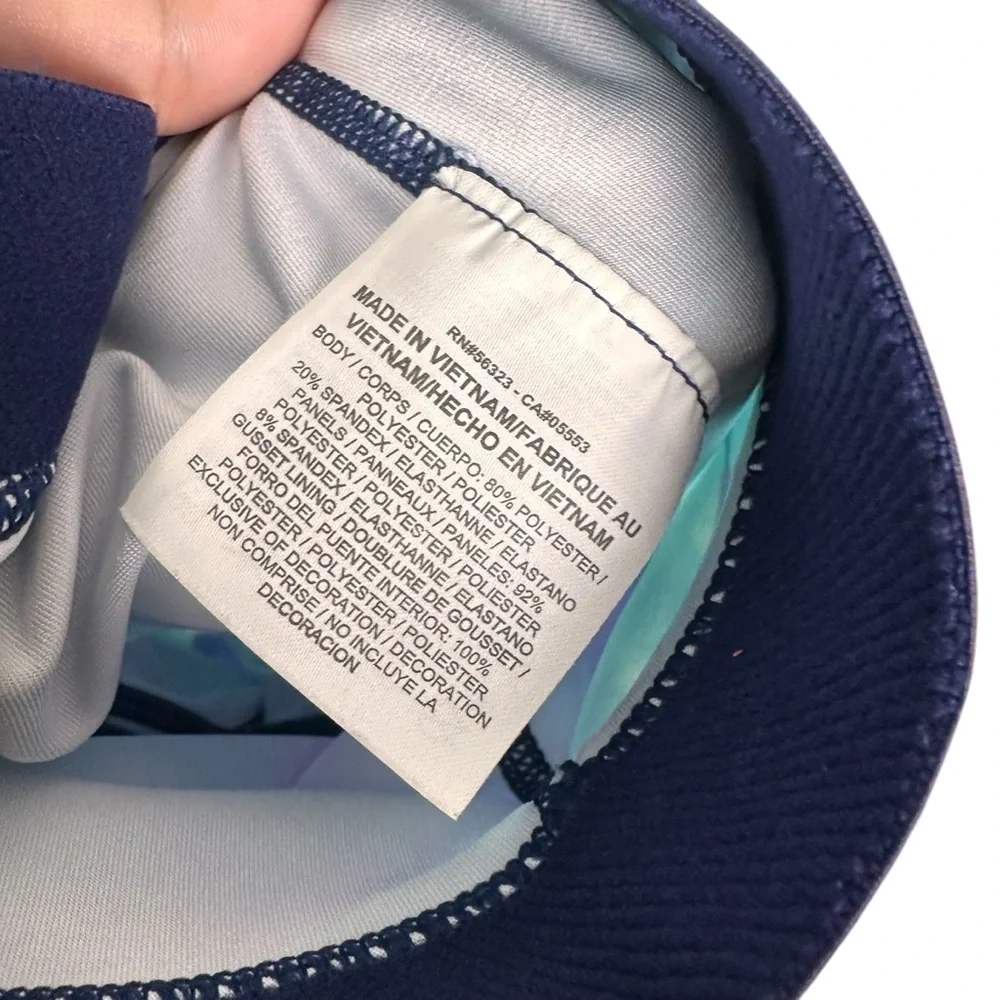 RN#56323 - CA#05553
MADE IN VIETNAM/FABRIQUE AU
VIETNAM/HECHO EN VIETNAM
BODY / CORPS / CUERPO: 80% POLYESTER /
POLYESTER / POLIÉSTER
20% SPANDEX / ELASTHANNE / ELASTANO
PANELS / PANNEAUX / PANELES: 92%
POLYESTER / POLYESTER / POLIESTER
8% SPANDEX / ELASTHANNE / ELASTANO
GUSSET LINING / DOUBLURE DE GOUSSET /
FORRO DEL PUENTE INTERIOR: 100%
POLYESTER / POLYESTER / POLIESTER
EXCLUSIVE OF DECORATION / DECORATION
NON COMPRISE / NO INCLUYE LA
DECORACION